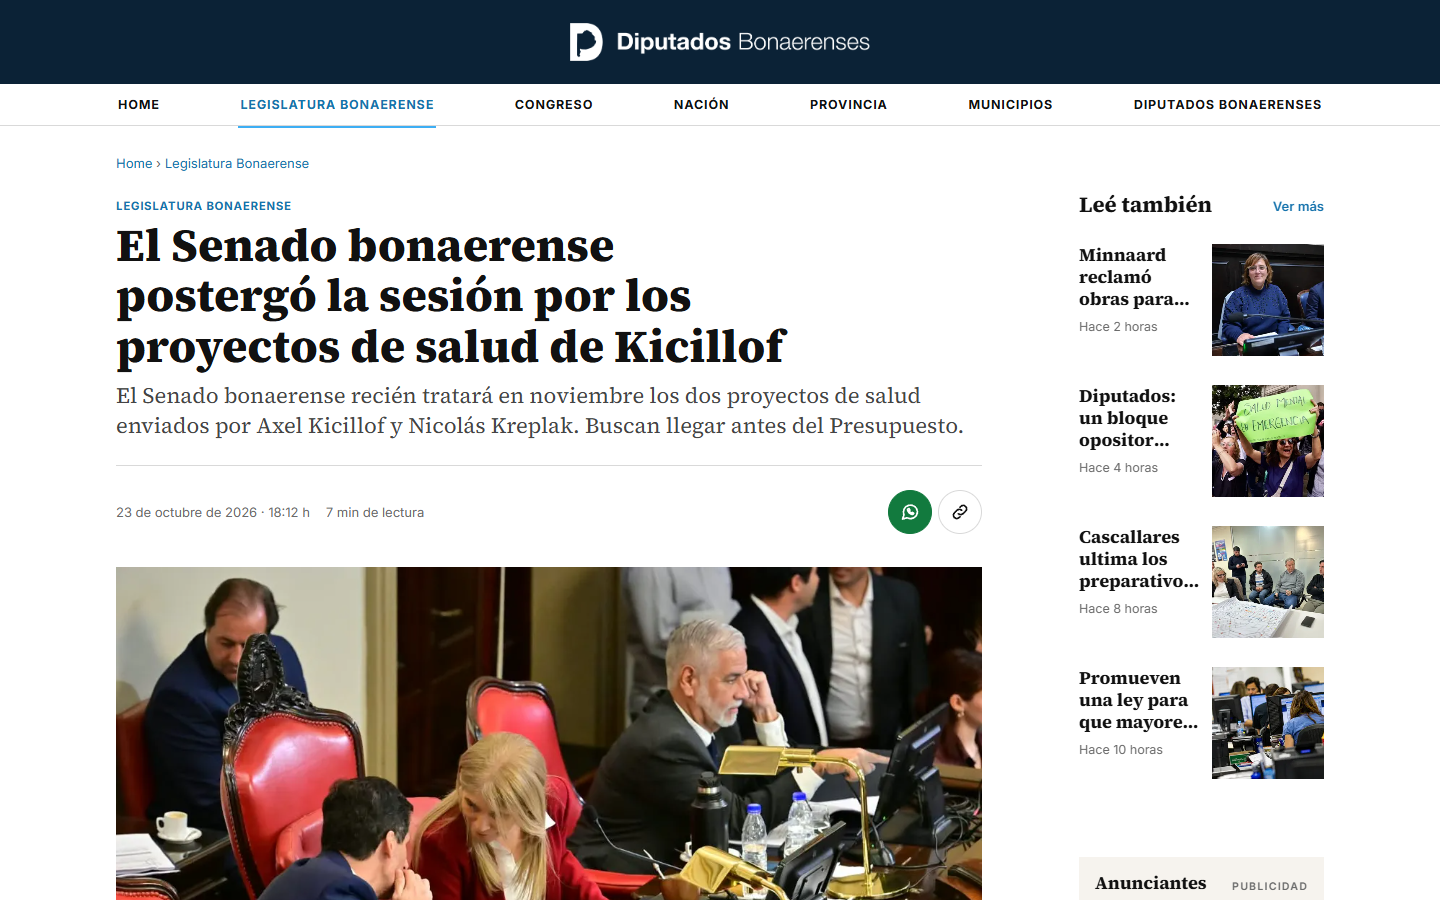 Diputados Bonaerenses
HOME
LEGISLATURA BONAERENSE
CONGRESO
NACIÓN
PROVINCIA
MUNICIPIOS
DIPUTADOS BONAERENSES
Home › Legislatura Bonaerense
LEGISLATURA BONAERENSE
El Senado bonaerense
postergó la sesión por los
proyectos de salud de Kicillof
El Senado bonaerense recién tratará en noviembre los dos proyectos de salud
enviados por Axel Kicillof y Nicolás Kreplak. Buscan llegar antes del Presupuesto.
23 de octubre de 2026 · 18:12 h
7 min de lectura
Leé también
Ver más
Minnaard
reclamó
obras para...
Hace 2 horas
Diputados:
un bloque
opositor...
Hace 4 horas
SALUD MENTAL
EN EMERGENCIA
Cascallares
ultima los
preparativo...
Hace 8 horas
Promueven
una ley para
que mayore...
Hace 10 horas
Anunciantes
PUBLICIDAD